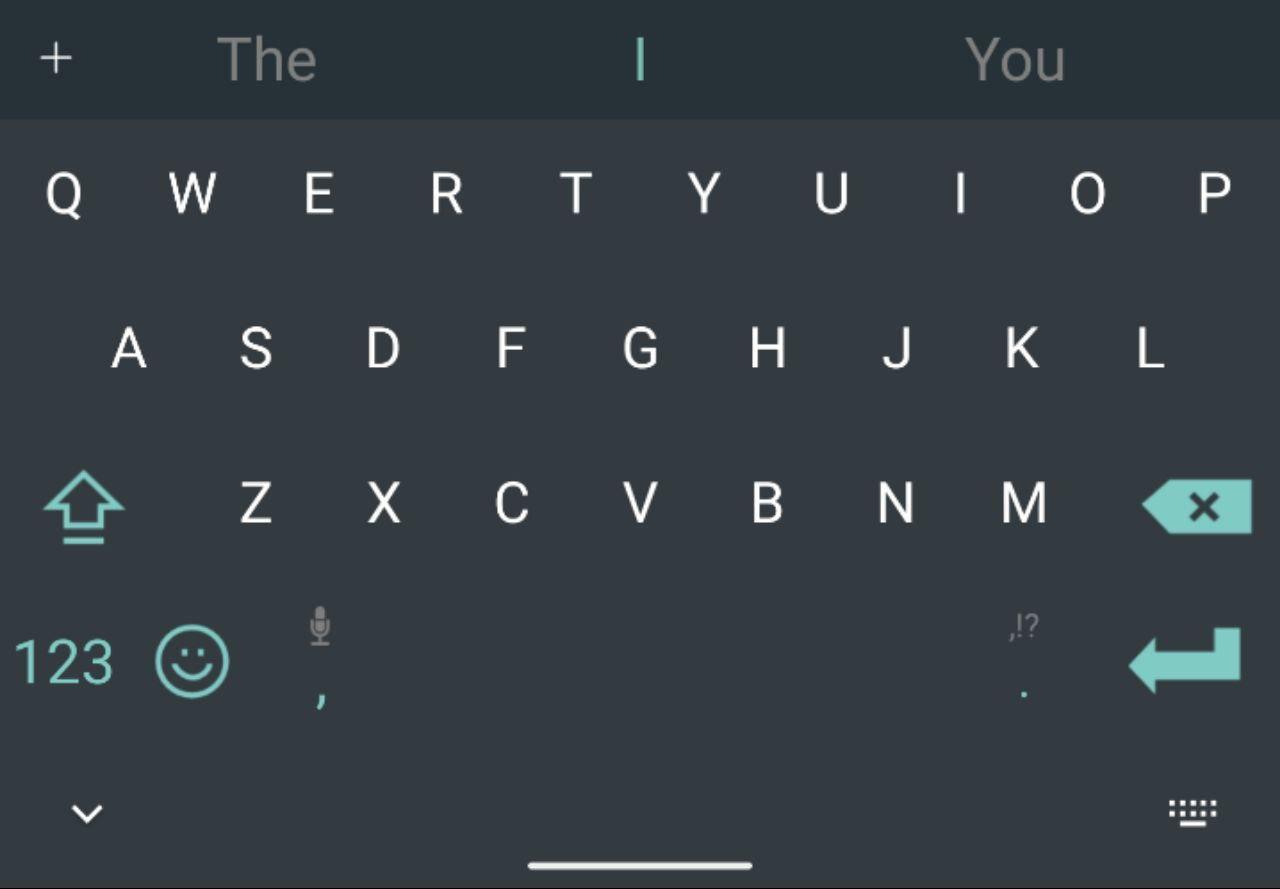 The I You
Q W E R T Y U I O P
A S D F G H J K L
Z X C V B N M
,!?
123 , .